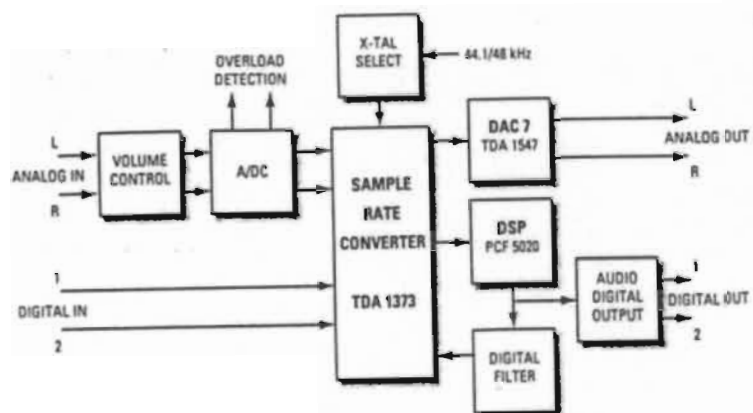 X-TAL
SELECT
44.1/48 kHz
OVERLOAD
DETECTION
L
ANALOG IN
R
VOLUME
CONTROL
A/DC
SAMPLE
RATE
CONVERTER
TDA 1373
DAC 7
TDA 1547
L
ANALOG OUT
R
DSP
PCF 5020
1
DIGITAL IN
2
AUDIO
DIGITAL
OUTPUT
1
DIGITAL OUT
2
DIGITAL
FILTER